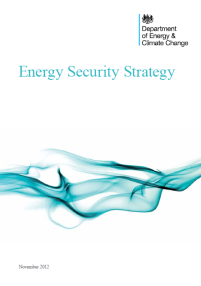 Department
of Energy &
Climate Change
Energy Security Strategy
November 2012